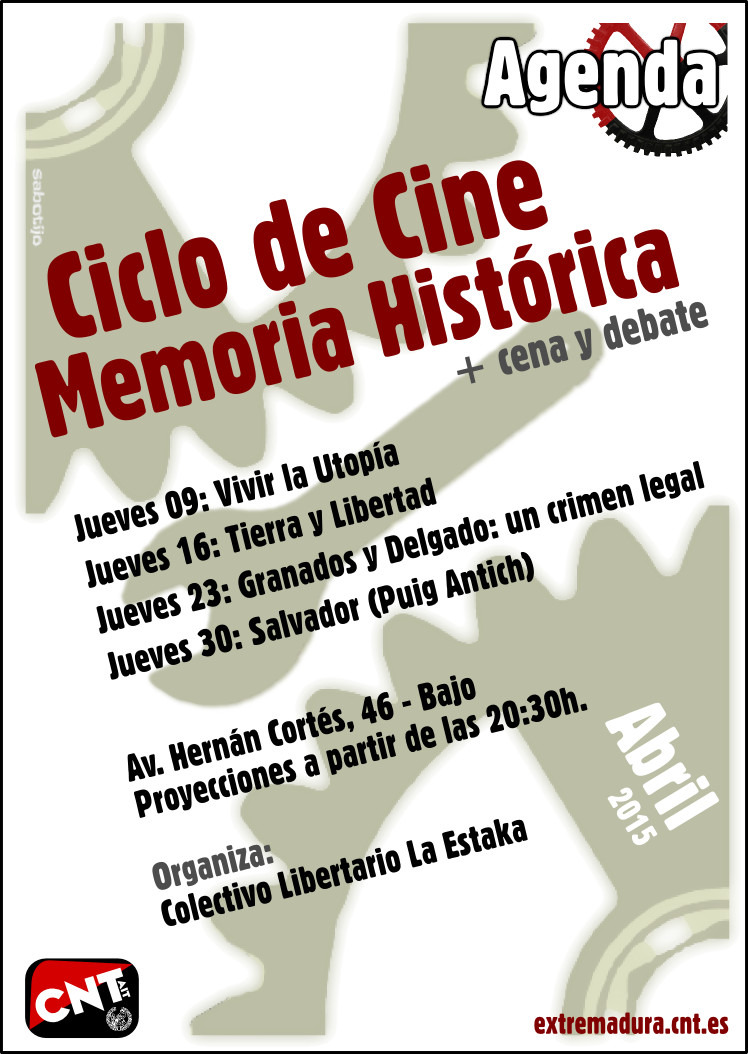 Agenda
sabotijo
Ciclo de Cine
Memoria Histórica
+ cena y debate
Jueves 09: Vivir la Utopía
Jueves 16: Tierra y Libertad
Jueves 23: Granados y Delgado: un crimen legal
Jueves 30: Salvador (Puig Antich)
Av. Hernán Cortés, 46 - Bajo
Proyecciones a partir de las 20:30h.
Abril
2015
Organiza:
Colectivo Libertario La Estaka
CNT
AIT
extremadura.cnt.es